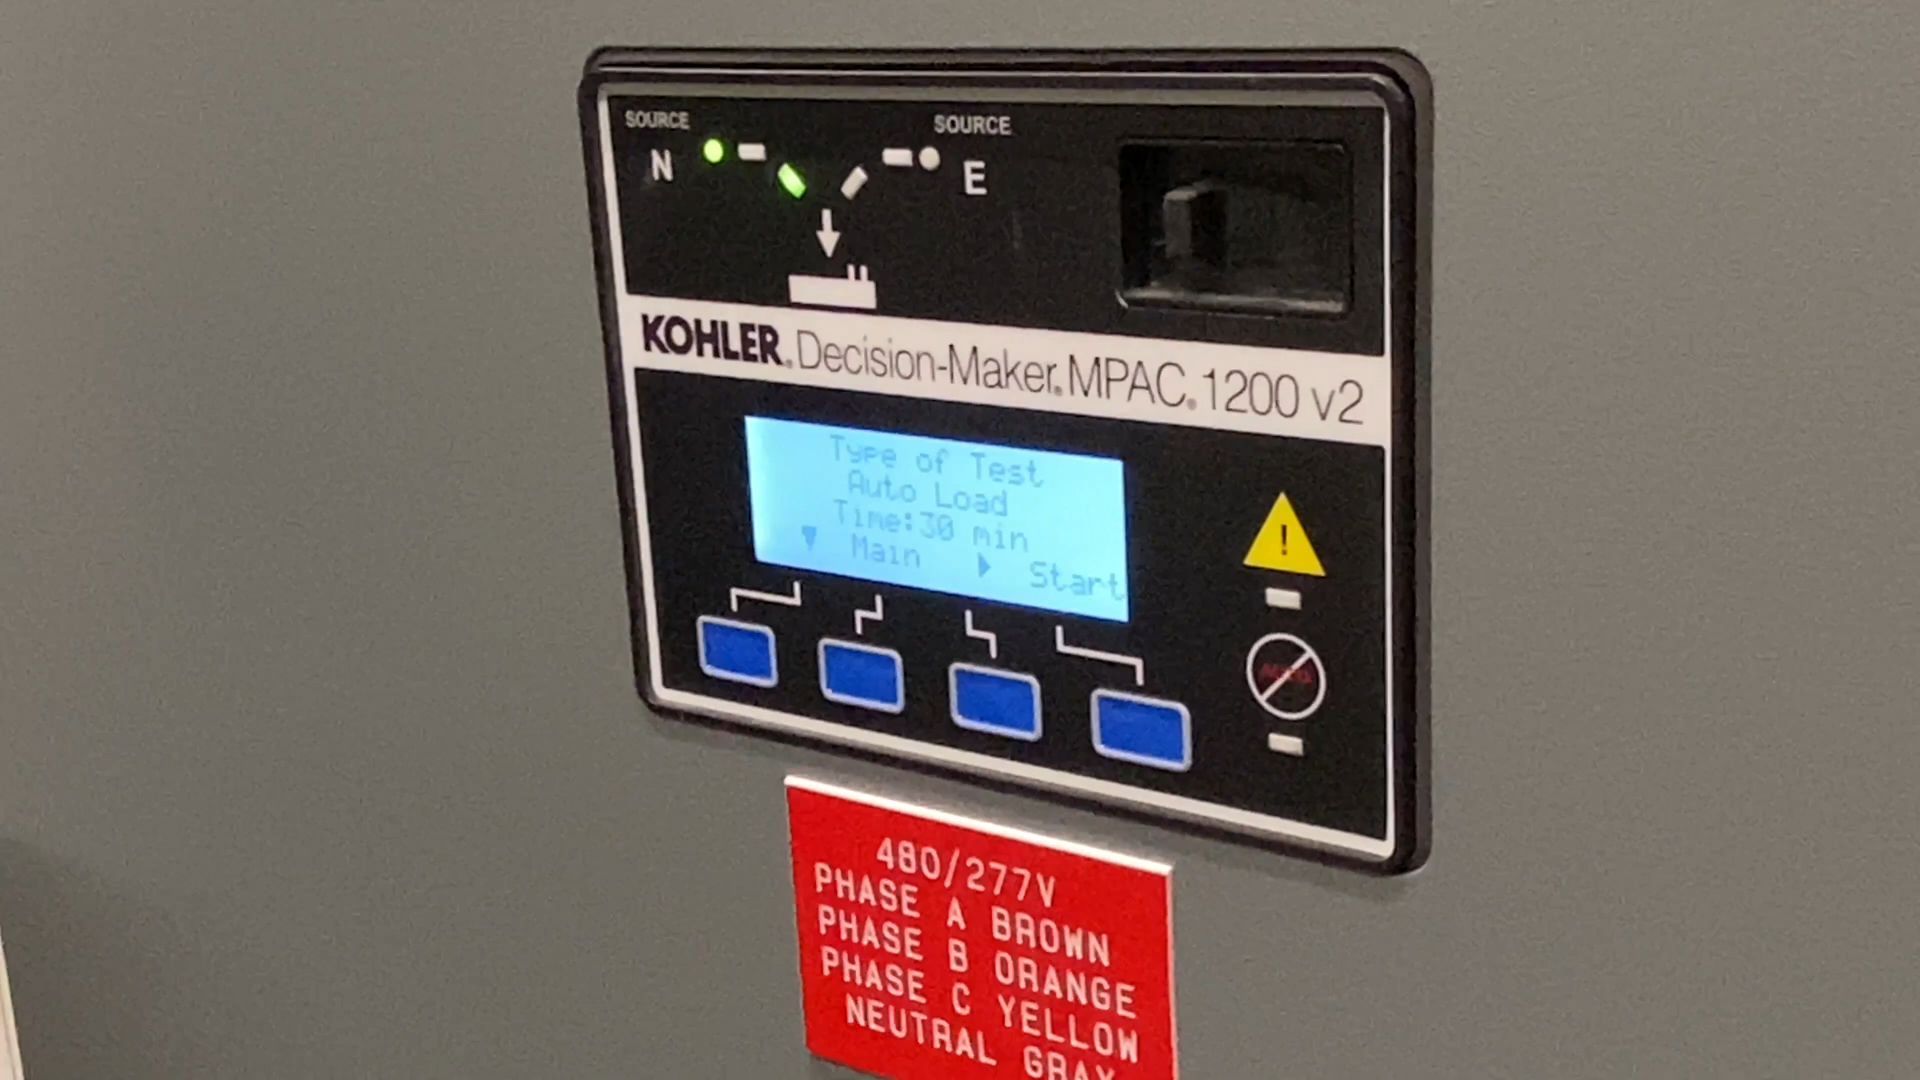 SOURCE
SOURCE
N
E
KOHLER. Decision-Maker. MPAC. 1200 v2
Type of Test
Auto Load
Time:30 min
▼ Main ▶ Start
!
480/277V
PHASE A BROWN
PHASE B ORANGE
PHASE C YELLOW
NEUTRAL GRAY